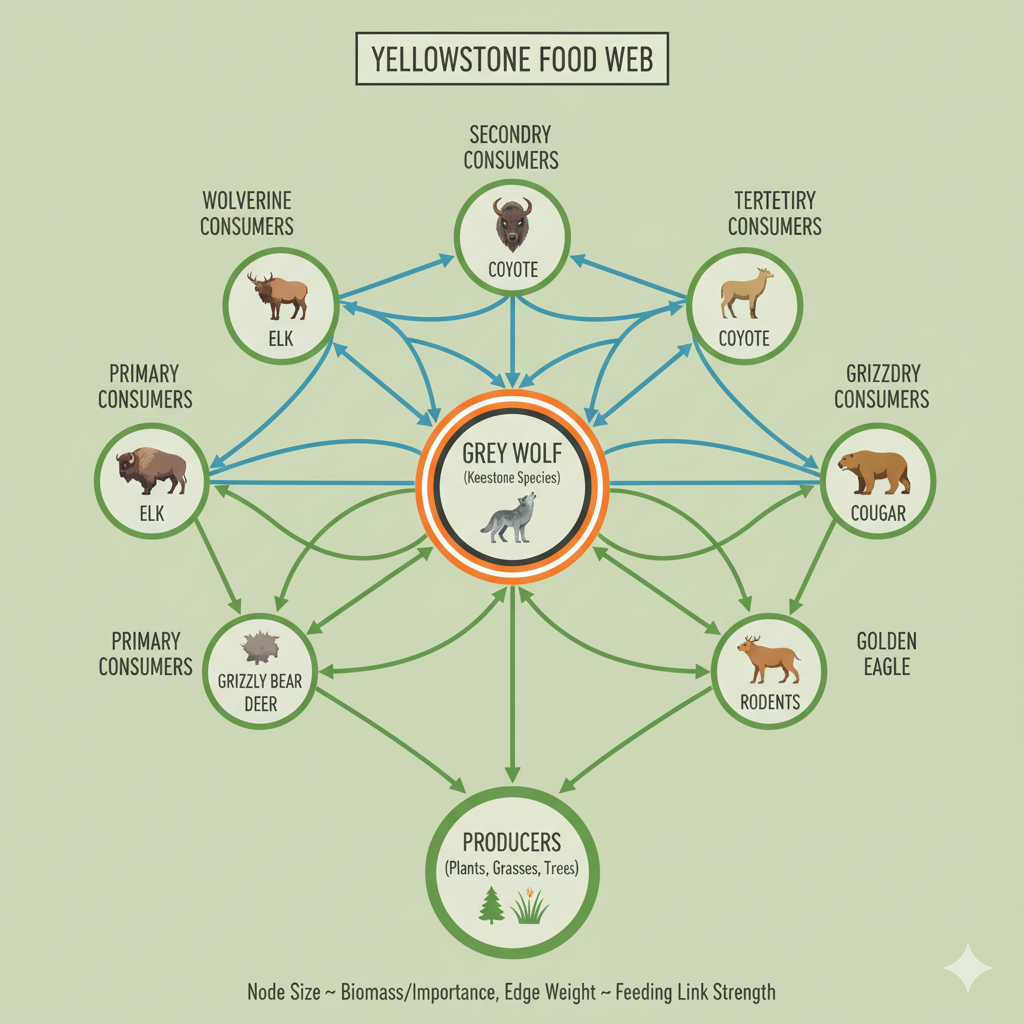 YELLOWSTONE FOOD WEB
SECONDRY
CONSUMERS
WOLVERINE
CONSUMERS
TERTETIRY
CONSUMERS
COYOTE
ELK
COYOTE
PRIMARY
CONSUMERS
GRIZZDRY
CONSUMERS
GREY WOLF
(Keestone Species)
ELK
COUGAR
PRIMARY
CONSUMERS
GOLDEN
EAGLE
GRIZZLY BEAR
DEER
RODENTS
PRODUCERS
(Plants, Grasses, Trees)
Node Size ~ Biomass/Importance, Edge Weight ~ Feeding Link Strength